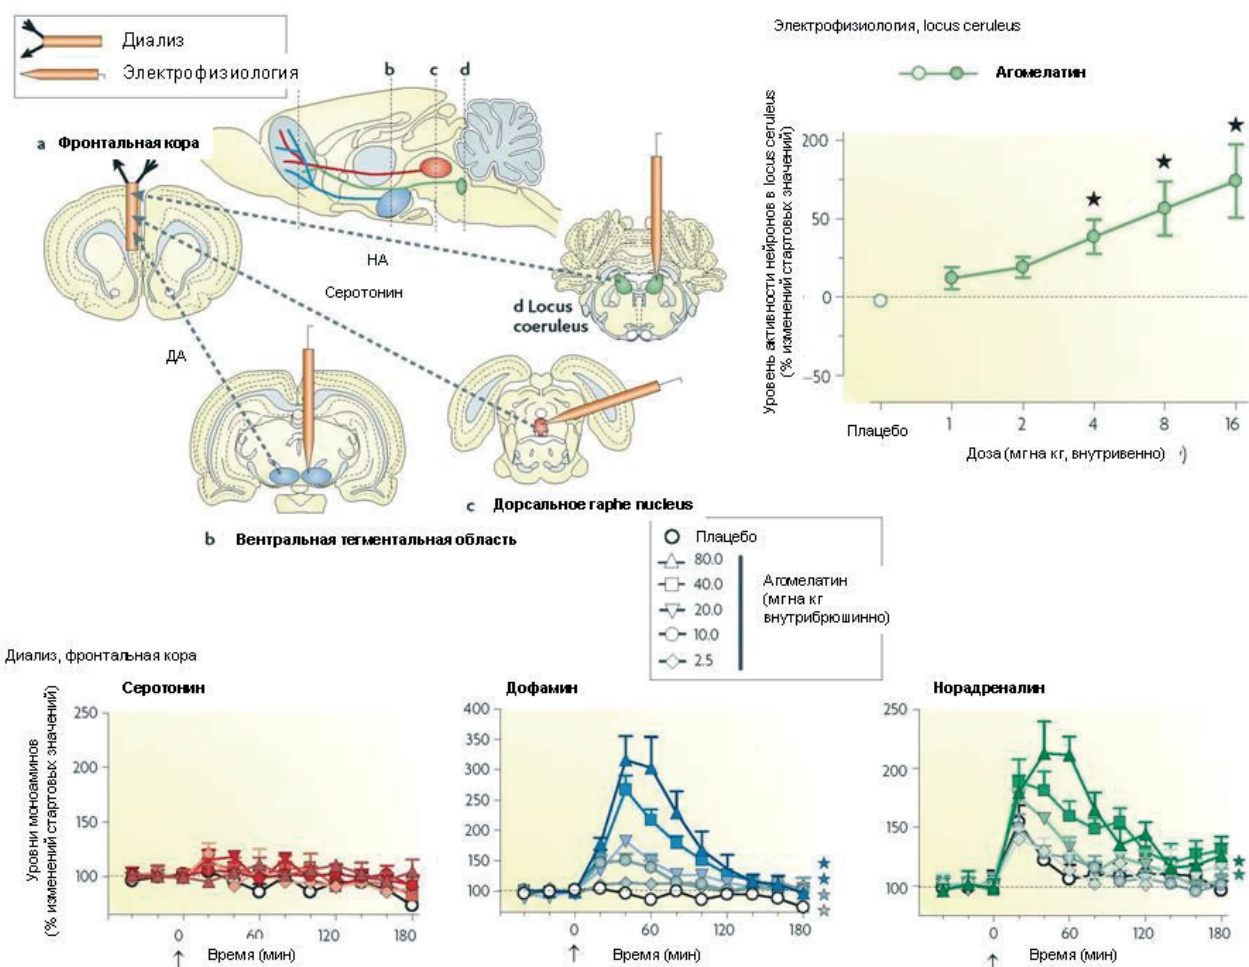 Диализ
Электрофизиология
b c d
a Фронтальная кора
НА
Серотонин
ДА
d Locus
coeruleus
c Дорсальное raphe nucleus
b Вентральная тегментальная область
Электрофизиология, locus ceruleus
Агомелатин
Уровень активности нейронов в locus ceruleus
(% изменений стартовых значений)
200
50
0
–50
Плацебо 1 2 4 8 16
Доза (мг на кг, внутривенно)
Плацебо
80.0
40.0
20.0
10.0
2.5
Агомелатин
(мг на кг
внутрибрюшинно)
Диализ, фронтальная кора
Серотонин
Уровни моноаминов
(% изменений стартовых значений)
250
200
150
100
0 60 120 180
Время (мин)
Дофамин
400
350
300
250
200
150
100
0 60 120 180
Время (мин)
Норадреналин
250
200
150
100
0 60 120 180
Время (мин)